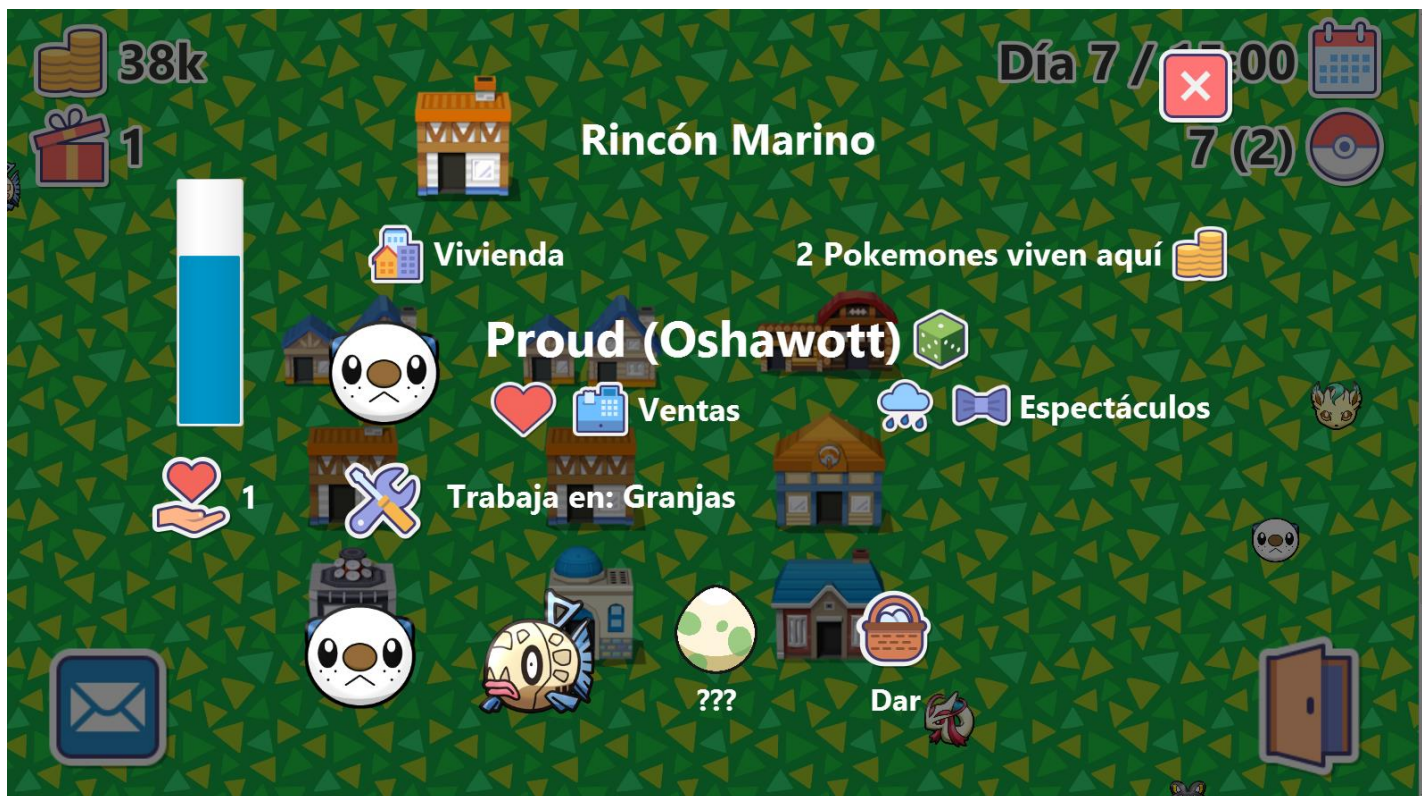 38k
Día 7 / :00
1
Rincón Marino
7 (2)
Vivienda
2 Pokemones viven aquí
Proud (Oshawott)
Ventas
Espectáculos
1
Trabaja en: Granjas
???
Dar